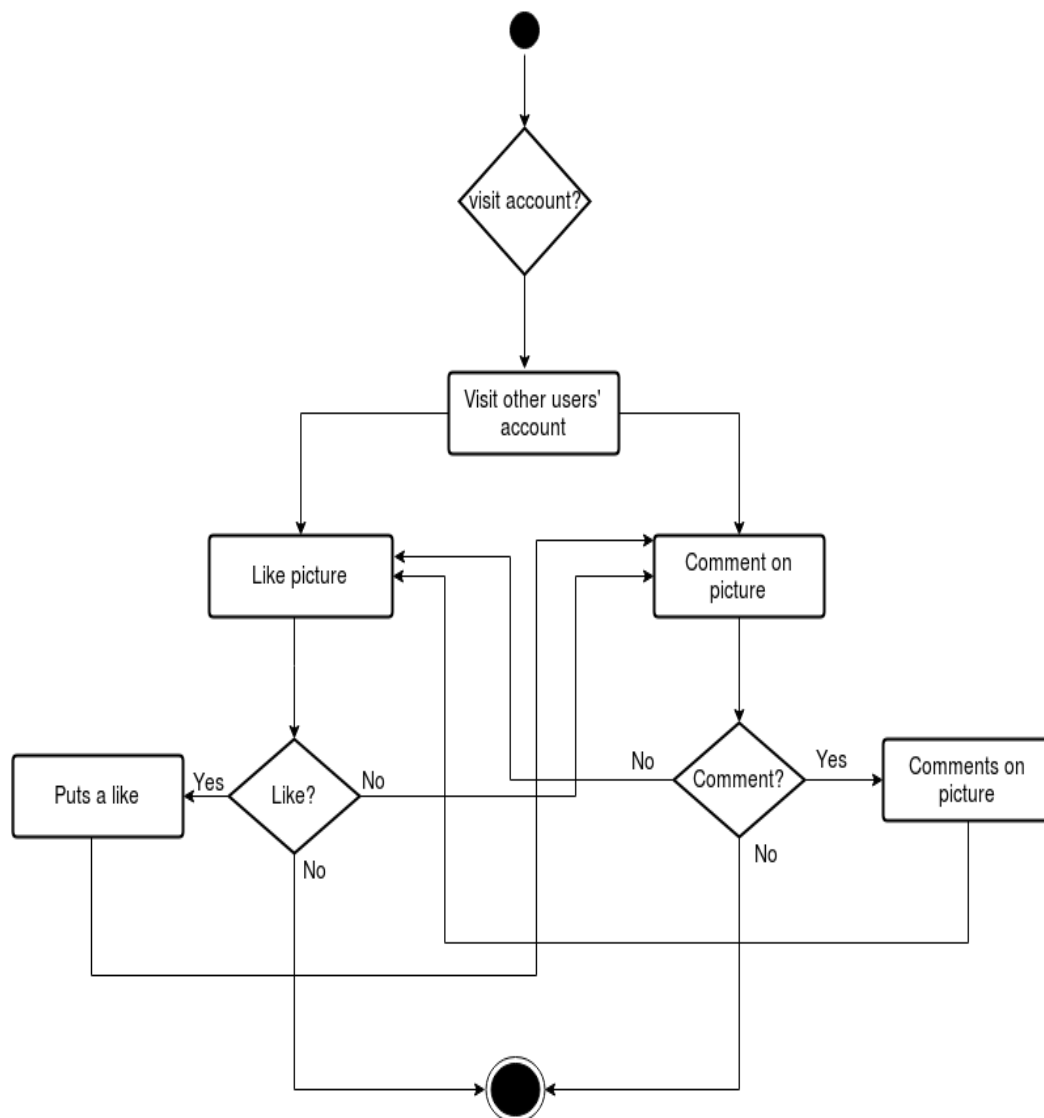 visit account?
Visit other users'
account
Like picture
Comment on
picture
Puts a like
Yes
Like?
No
No
No
Comment?
Yes
No
Comments on
picture